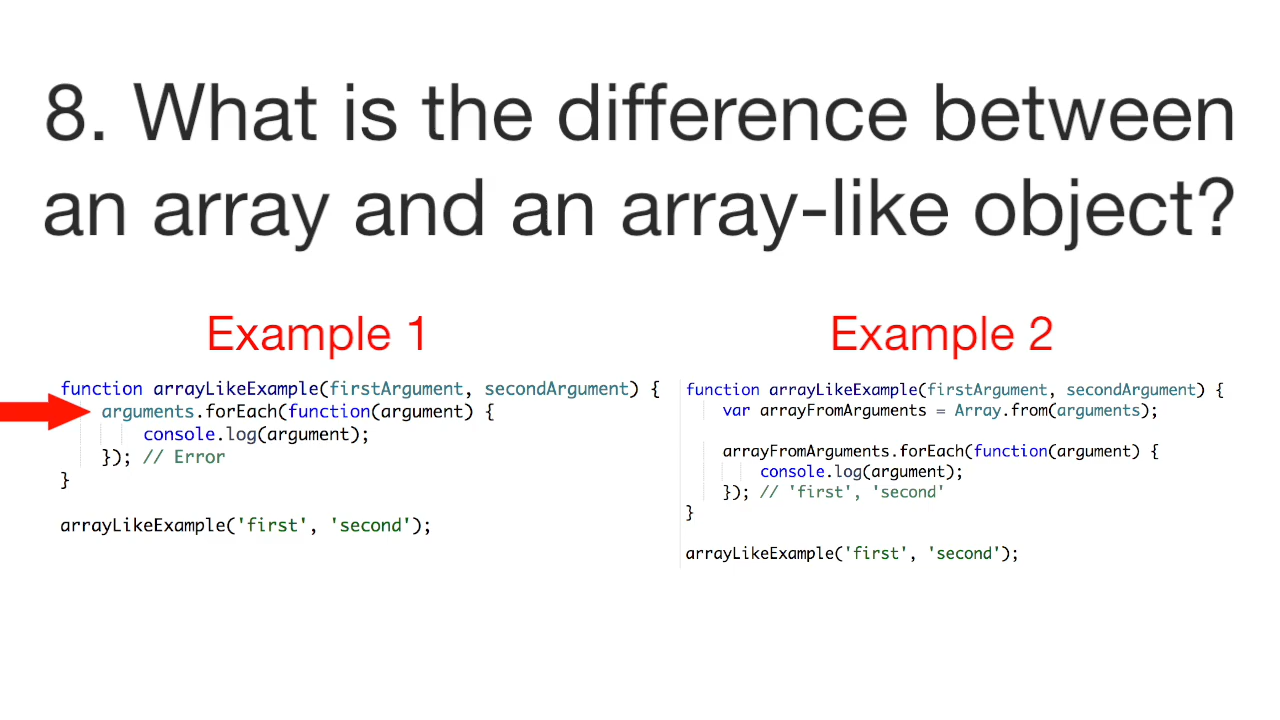 8. What is the difference between
an array and an array-like object?
Example 1
function arrayLikeExample(firstArgument, secondArgument) {
arguments.forEach(function(argument) {
console.log(argument);
}); // Error
}
arrayLikeExample('first', 'second');
Example 2
function arrayLikeExample(firstArgument, secondArgument) {
var arrayFromArguments = Array.from(arguments);
arrayFromArguments.forEach(function(argument) {
console.log(argument);
}); // 'first', 'second'
}
arrayLikeExample('first', 'second');